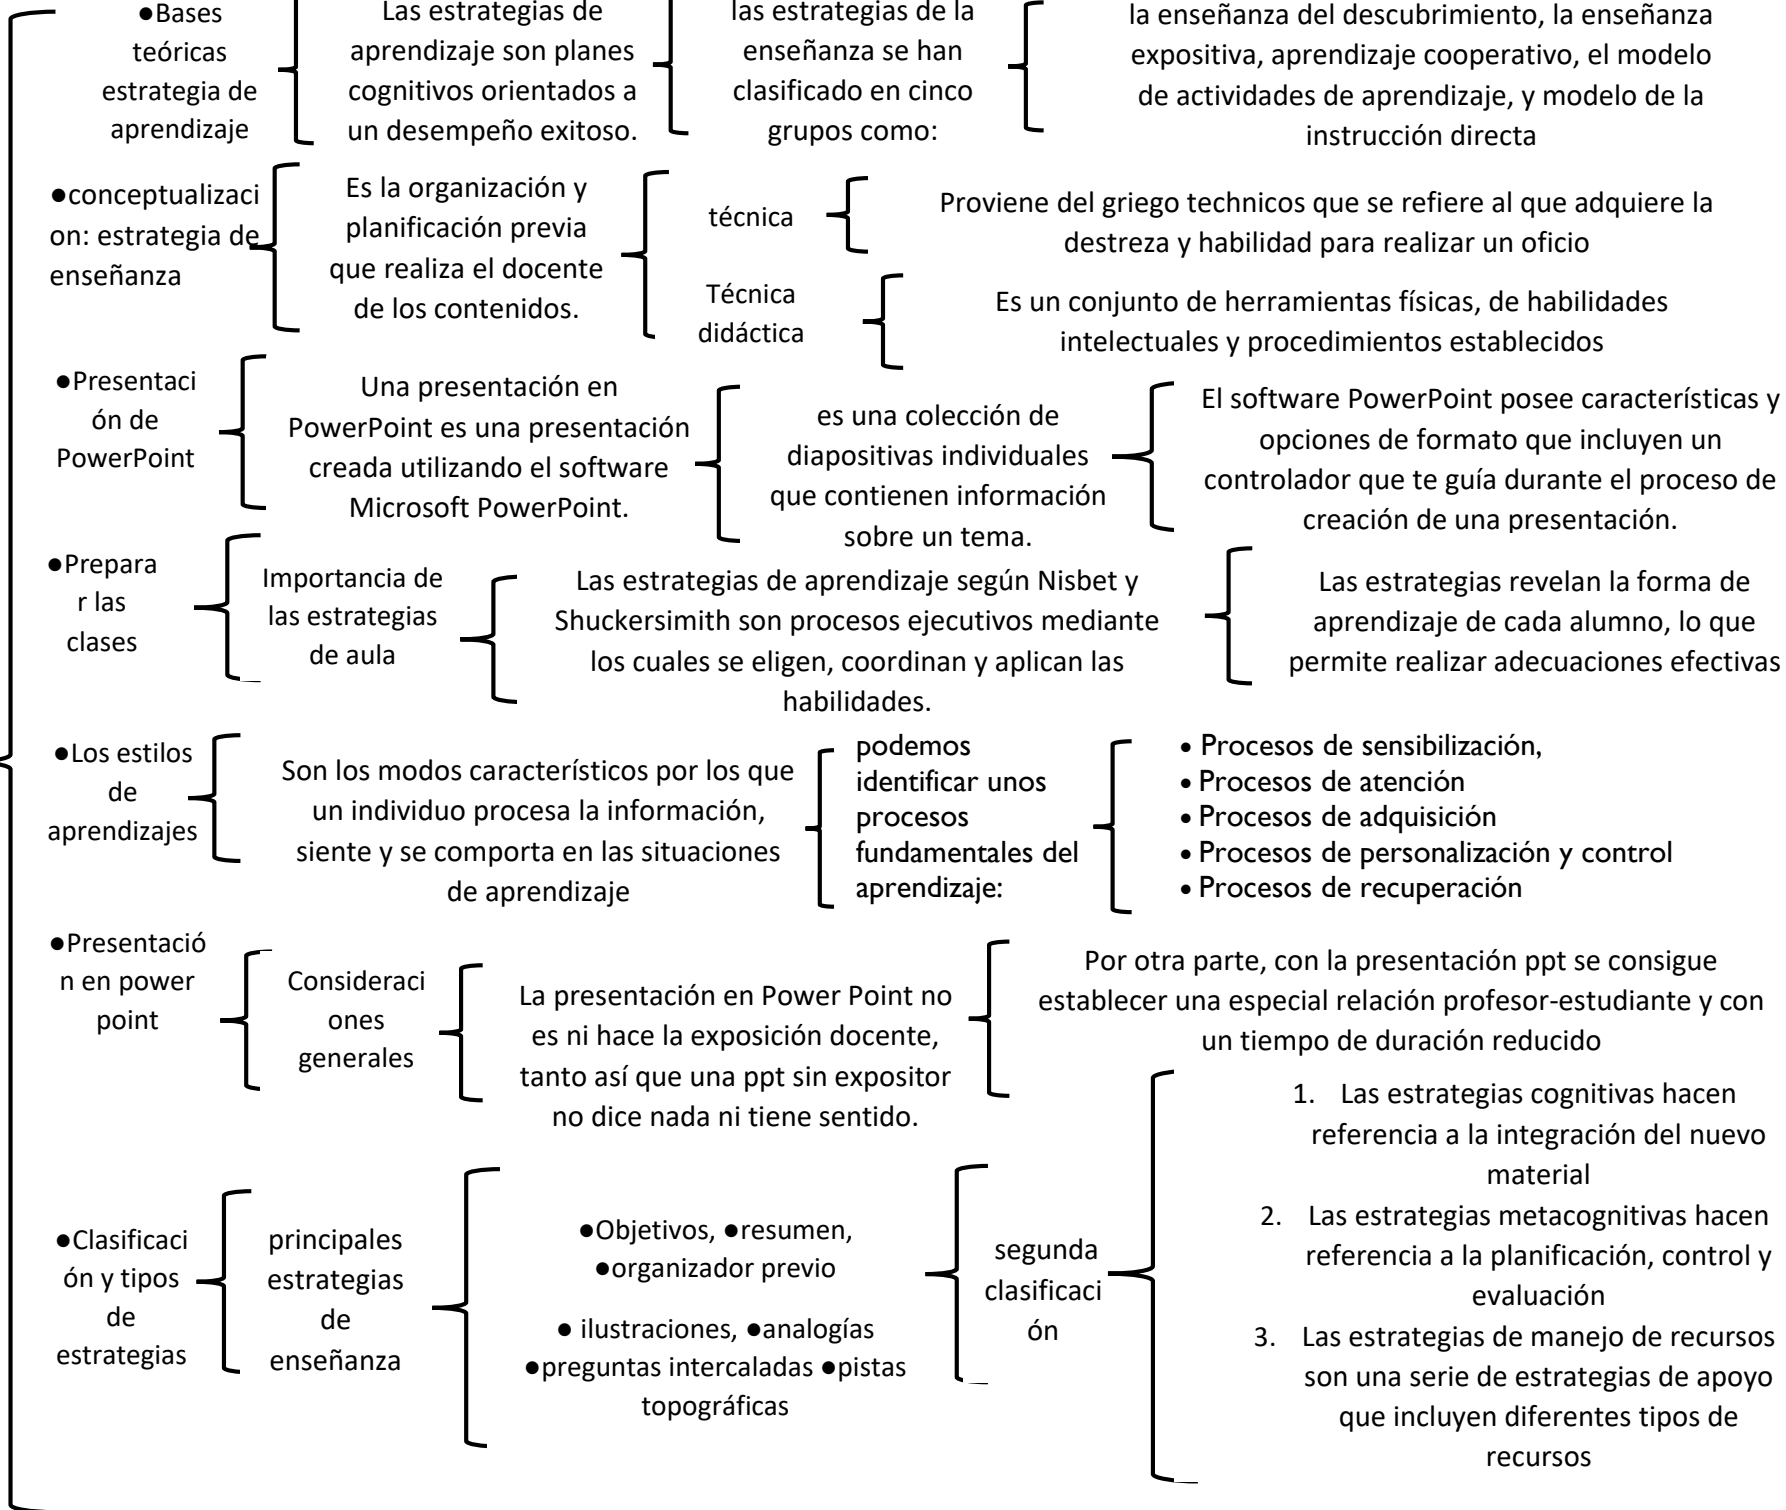 ●Bases
teóricas
estrategia de
aprendizaje
Las estrategias de
aprendizaje son planes
cognitivos orientados a
un desempeño exitoso.
las estrategias de la
enseñanza se han
clasificado en cinco
grupos como:
la enseñanza del descubrimiento, la enseñanza
expositiva, aprendizaje cooperativo, el modelo
de actividades de aprendizaje, y modelo de la
instrucción directa
●conceptualizaci
on: estrategia de
enseñanza
Es la organización y
planificación previa
que realiza el docente
de los contenidos.
técnica
Proviene del griego technicos que se refiere al que adquiere la
destreza y habilidad para realizar un oficio
Técnica
didáctica
Es un conjunto de herramientas físicas, de habilidades
intelectuales y procedimientos establecidos
●Presentaci
ón de
PowerPoint
Una presentación en
PowerPoint es una presentación
creada utilizando el software
Microsoft PowerPoint.
es una colección de
diapositivas individuales
que contienen información
sobre un tema.
El software PowerPoint posee características y
opciones de formato que incluyen un
controlador que te guía durante el proceso de
creación de una presentación.
●Prepara
r las
clases
Importancia de
las estrategias
de aula
Las estrategias de aprendizaje según Nisbet y
Shuckersimith son procesos ejecutivos mediante
los cuales se eligen, coordinan y aplican las
habilidades.
Las estrategias revelan la forma de
aprendizaje de cada alumno, lo que
permite realizar adecuaciones efectivas
●Los estilos
de
aprendizajes
Son los modos característicos por los que
un individuo procesa la información,
siente y se comporta en las situaciones
de aprendizaje
podemos
identificar unos
procesos
fundamentales del
aprendizaje:
• Procesos de sensibilización,
• Procesos de atención
• Procesos de adquisición
• Procesos de personalización y control
• Procesos de recuperación
●Presentació
n en power
point
Consideraci
ones
generales
La presentación en Power Point no
es ni hace la exposición docente,
tanto así que una ppt sin expositor
no dice nada ni tiene sentido.
Por otra parte, con la presentación ppt se consigue
establecer una especial relación profesor-estudiante y con
un tiempo de duración reducido
●Clasificaci
ón y tipos
de
estrategias
principales
estrategias
de
enseñanza
●Objetivos, ●resumen,
●organizador previo
● ilustraciones, ●analogías
●preguntas intercaladas ●pistas
topográficas
segunda
clasificaci
ón
1. Las estrategias cognitivas hacen
referencia a la integración del nuevo
material
2. Las estrategias metacognitivas hacen
referencia a la planificación, control y
evaluación
3. Las estrategias de manejo de recursos
son una serie de estrategias de apoyo
que incluyen diferentes tipos de
recursos